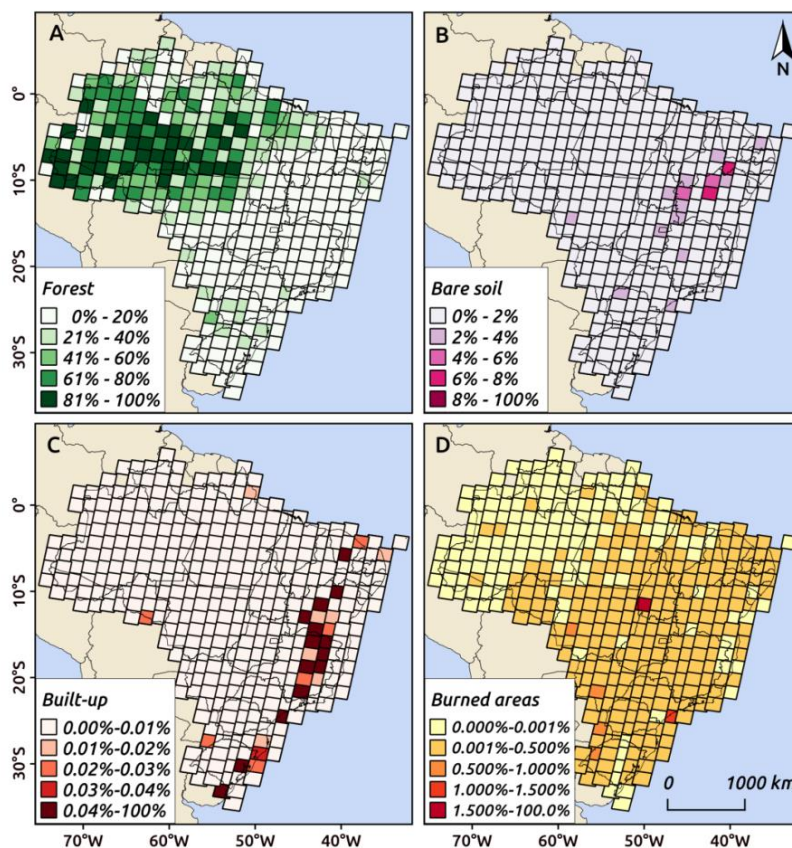 A
B
N
0°
10°S
20°S
30°S
Forest
0% - 20%
21% - 40%
41% - 60%
61% - 80%
81% - 100%
Bare soil
0% - 2%
2% - 4%
4% - 6%
6% - 8%
8% - 100%
C
D
0°
10°S
20°S
30°S
Built-up
0.00%-0.01%
0.01%-0.02%
0.02%-0.03%
0.03%-0.04%
0.04%-100%
Burned areas
0.000%-0.001%
0.001%-0.500%
0.500%-1.000%
1.000%-1.500%
1.500%-100.0%
0 1000 km
70°W 60°W 50°W 40°W
70°W 60°W 50°W 40°W